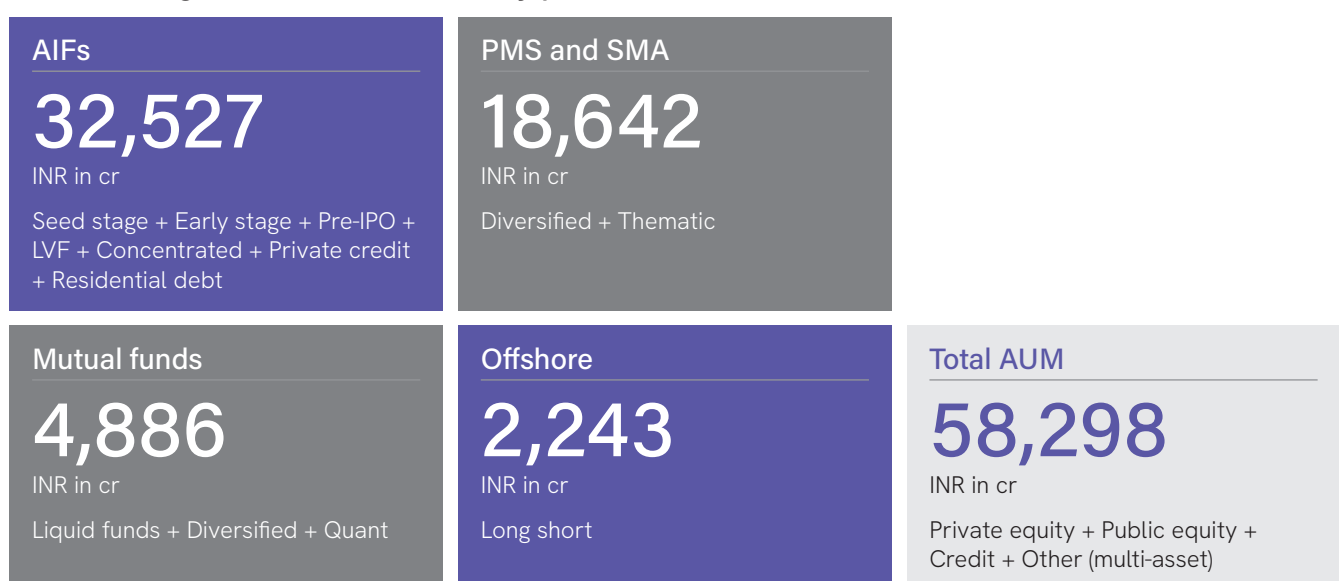 AIFs
32,527
INR in cr
Seed stage + Early stage + Pre-IPO +
LVF + Concentrated + Private credit
+ Residential debt
PMS and SMA
18,642
INR in cr
Diversified + Thematic
Mutual funds
4,886
INR in cr
Liquid funds + Diversified + Quant
Offshore
2,243
INR in cr
Long short
Total AUM
58,298
INR in cr
Private equity + Public equity +
Credit + Other (multi-asset)